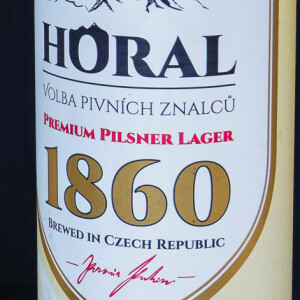 HORAL
VOLBA PIVNÍCH ZNALCŮ
PREMIUM PILSNER LAGER
1860
BREWED IN CZECH REPUBLIC